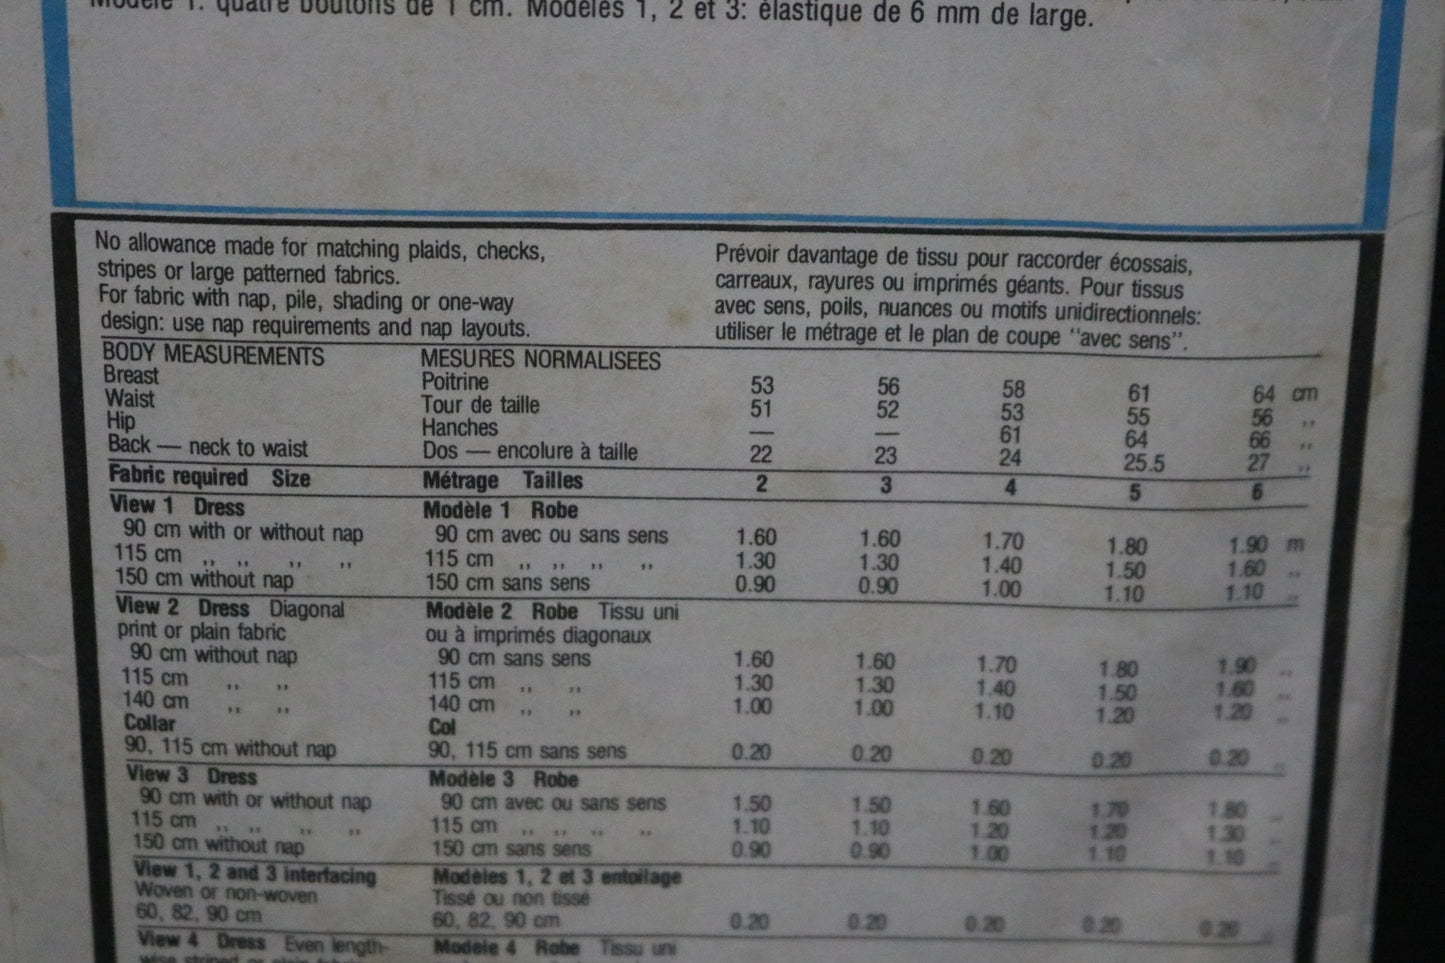 Modèle 1: quatre boutons de 1 cm. Modèles 1, 2 et 3: élastique de 6 mm de large.
No allowance made for matching plaids, checks,
stripes or large patterned fabrics.
For fabric with nap, pile, shading or one-way
design: use nap requirements and nap layouts.
Prévoir davantage de tissu pour raccorder écossais,
carreaux, rayures ou imprimés géants. Pour tissus
avec sens, poils, nuances ou motifs unidirectionnels:
utiliser le métrage et le plan de coupe "avec sens".
BODY MEASUREMENTS MESURES NORMALISEES
Breast Poitrine 53 56 58 61 64 cm
Waist Tour de taille 51 52 53 55 56 ,,
Hip Hanches — — 61 64 66 ,,
Back — neck to waist Dos — encolure à taille 22 23 24 25.5 27 ,,
Fabric required Size Métrage Tailles 2 3 4 5 6
View 1 Dress Modèle 1 Robe
90 cm with or without nap 90 cm avec ou sans sens 1.60 1.60 1.70 1.80 1.90 m
115 cm ,, ,, ,, ,, 115 cm ,, ,, ,, ,, 1.30 1.30 1.40 1.50 1.60 ,,
150 cm without nap 150 cm sans sens 0.90 0.90 1.00 1.10 1.10 ,,
View 2 Dress Diagonal Modèle 2 Robe Tissu uni
print or plain fabric ou à imprimés diagonaux
90 cm without nap 90 cm sans sens 1.60 1.60 1.70 1.80 1.90 ,,
115 cm ,, ,, 115 cm ,, ,, 1.30 1.30 1.40 1.50 1.60 ,,
140 cm ,, ,, 140 cm ,, ,, 1.00 1.00 1.10 1.20 1.20 ,,
Collar Col
90, 115 cm without nap 90, 115 cm sans sens 0.20 0.20 0.20 0.20 0.20 ,,
View 3 Dress Modèle 3 Robe
90 cm with or without nap 90 cm avec ou sans sens 1.50 1.50 1.60 1.70 1.80 ,,
115 cm ,, ,, ,, ,, 115 cm ,, ,, ,, ,, 1.10 1.10 1.20 1.20 1.30 ,,
150 cm without nap 150 cm sans sens 0.90 0.90 1.00 1.10 1.10 ,,
View 1, 2 and 3 interfacing Modèles 1, 2 et 3 entoilage
Woven or non-woven Tissé ou non tissé
60, 82, 90 cm 60, 82, 90 cm 0.20 0.20 0.20 0.20 0.20
View 4 Dress Even length- Modèle 4 Robe Tissu uni